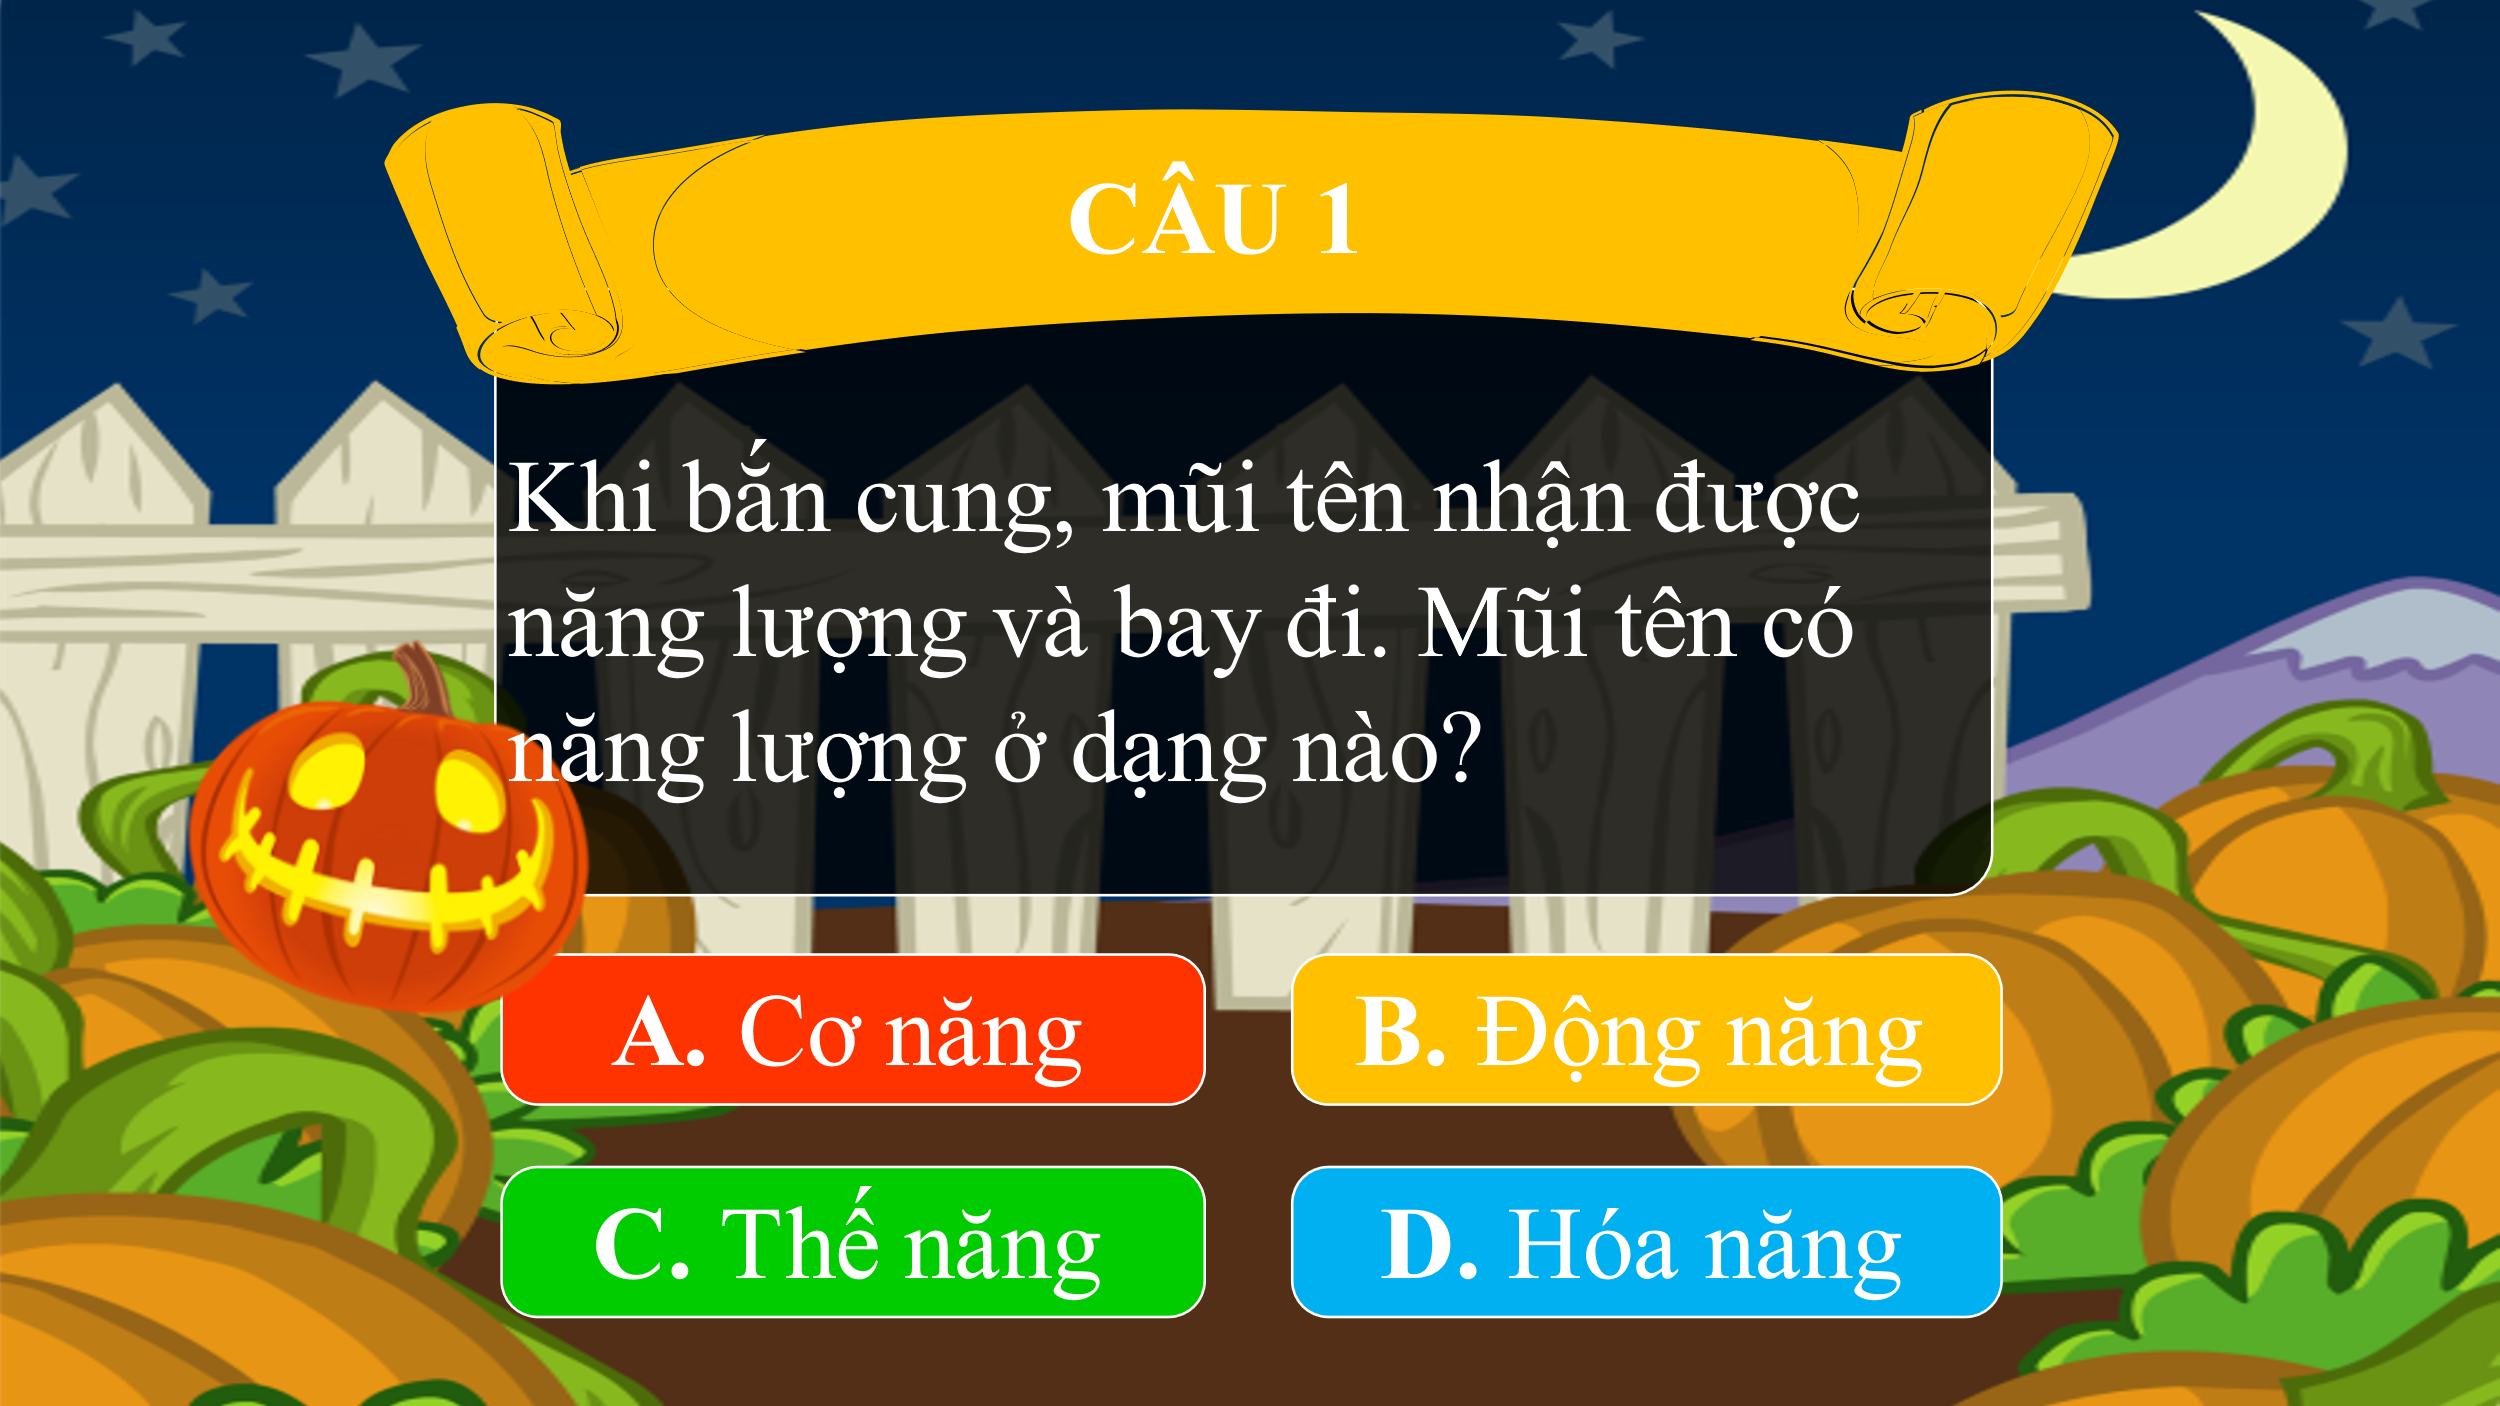 CÂU 1
Khi bắn cung, mũi tên nhận được
năng lượng và bay đi. Mũi tên có
năng lượng ở dạng nào?
A. Cơ năng
B. Động năng
C. Thế năng
D. Hóa năng